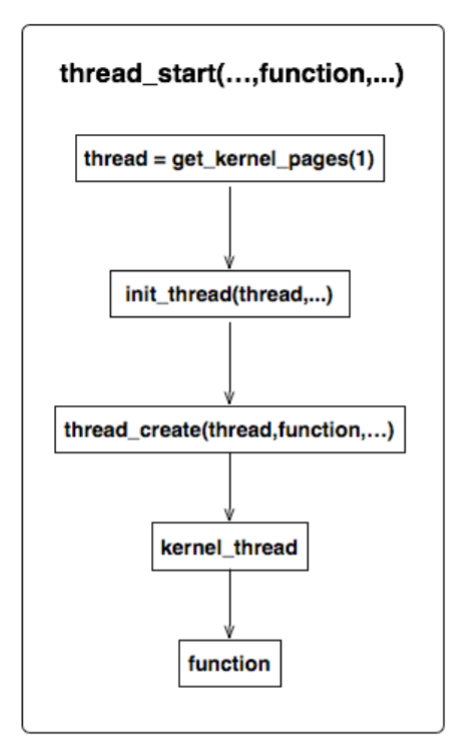 thread_start(…,function,...)
thread = get_kernel_pages(1)
init_thread(thread,...)
thread_create(thread,function,…)
kernel_thread
function